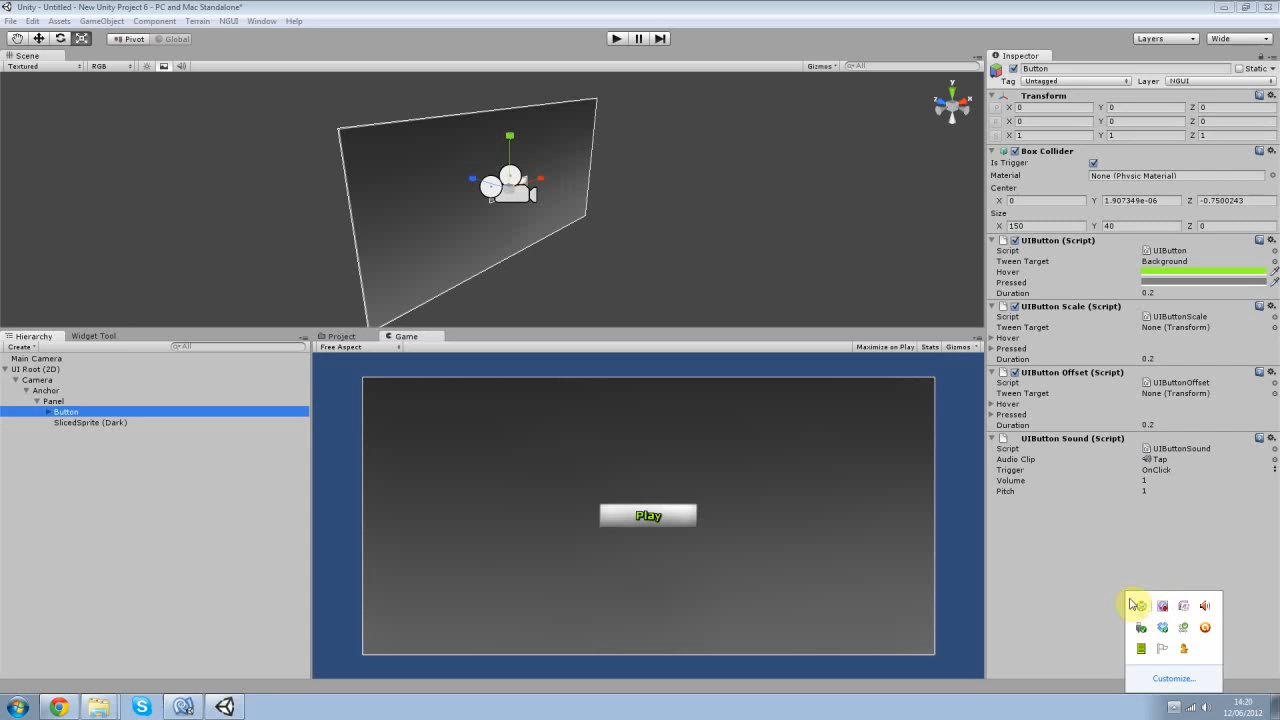 Unity - Untitled - New Unity Project 6 - PC and Mac Standalone*
File Edit Assets GameObject Component Terrain NGUI Window Help
Pivot Global Layers Wide
Scene
Textured RGB Gizmos All
y
z x
Inspector
Button Static
Tag Untagged Layer NGUI
Transform
X 0 Y 0 Z 0
X 0 Y 0 Z 0
X 1 Y 1 Z 1
Box Collider
Is Trigger
Material None (Physic Material)
Center
X 0 Y 1.907349e-06 Z -0.7500243
Size
X 150 Y 40 Z 0
UIButton (Script)
Script UIButton
Tween Target Background
Hover
Pressed
Duration 0.2
UIButton Scale (Script)
Script UIButtonScale
Tween Target None (Transform)
Hover
Pressed
Duration 0.2
UIButton Offset (Script)
Script UIButtonOffset
Tween Target None (Transform)
Hover
Pressed
Duration 0.2
UIButton Sound (Script)
Script UIButtonSound
Audio Clip Tap
Trigger OnClick
Volume 1
Pitch 1
Hierarchy Widget Tool
Create All
Main Camera
UI Root (2D)
Camera
Anchor
Panel
Button
SlicedSprite (Dark)
Project Game
Free Aspect Maximize on Play Stats Gizmos
Play
Customize...
14:20
12/06/2012